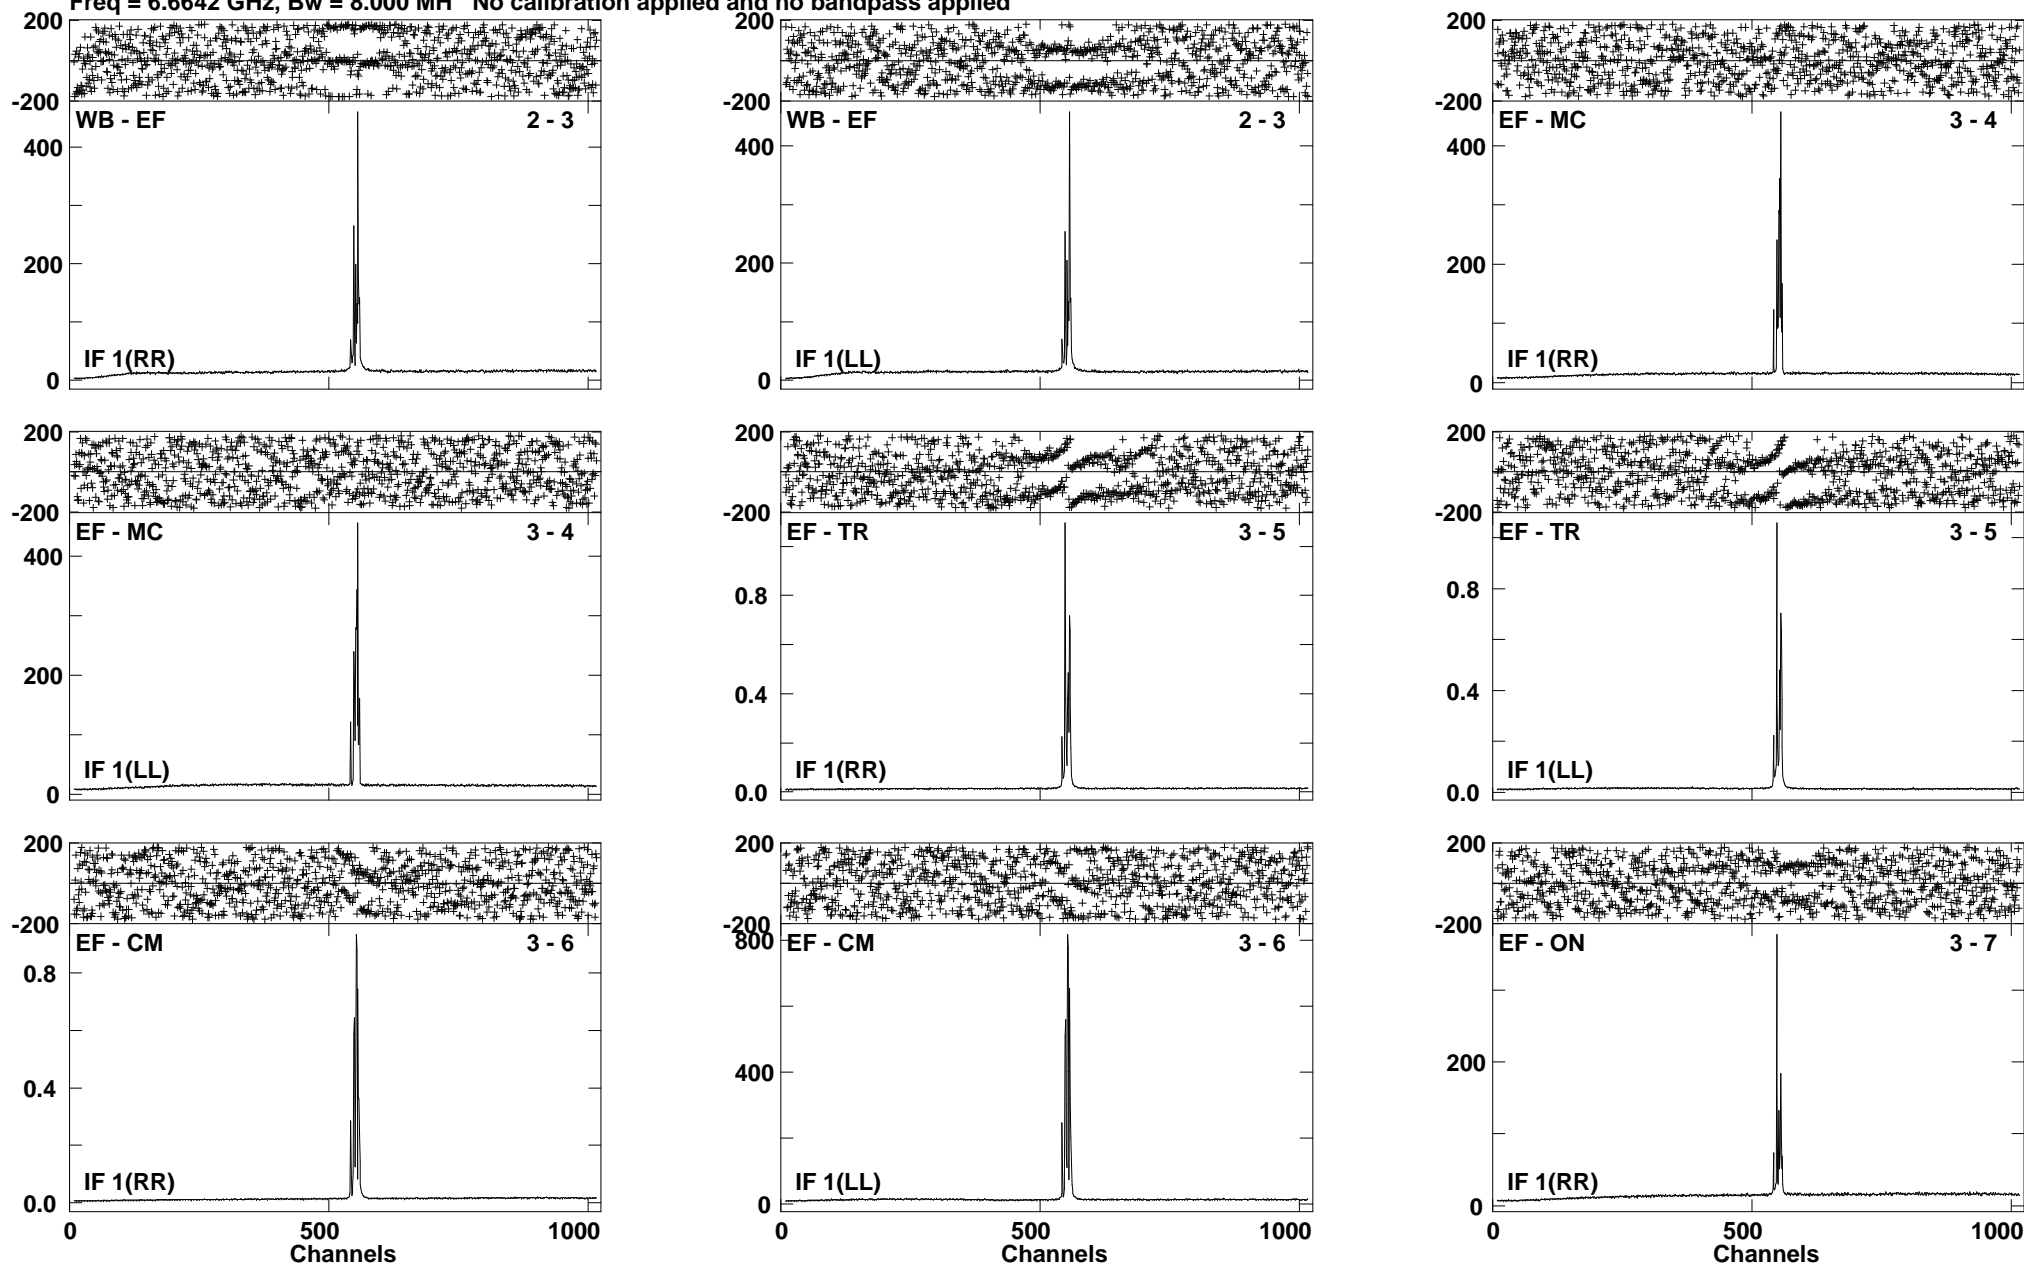 Freq = 6.6642 GHz, Bw = 8.000 MH No calibration applied and no bandpass applied
200
-200
WB - EF 2 - 3
400
200
0
IF 1(RR)
200
-200
WB - EF 2 - 3
400
200
0
IF 1(LL)
200
-200
EF - MC 3 - 4
400
200
0
IF 1(RR)
200
-200
EF - MC 3 - 4
400
200
0
IF 1(LL)
200
-200
EF - TR 3 - 5
0.8
0.4
0.0
IF 1(RR)
200
-200
EF - TR 3 - 5
0.8
0.4
0.0
IF 1(LL)
200
-200
EF - CM 3 - 6
0.8
0.4
0.0
IF 1(RR)
0 500 1000
Channels
200
-200
800
EF - CM 3 - 6
400
0
IF 1(LL)
0 500 1000
Channels
200
-200
EF - ON 3 - 7
200
0
IF 1(RR)
0 500 1000
Channels